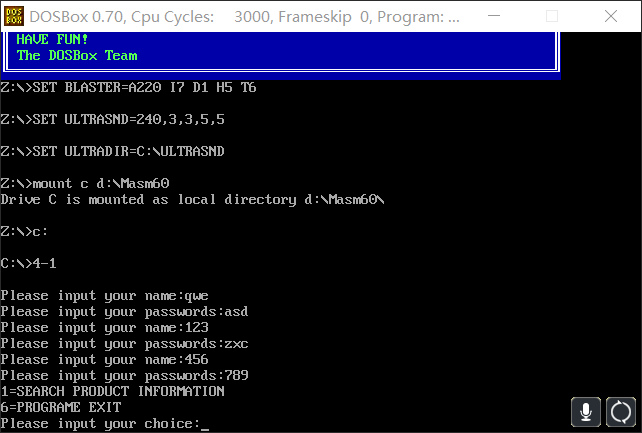 DOSBox 0.70, Cpu Cycles: 3000, Frameskip 0, Program: ...
HAVE FUN!
The DOSBox Team
Z:\>SET BLASTER=A220 I7 D1 H5 T6
Z:\>SET ULTRASND=240,3,3,5,5
Z:\>SET ULTRADIR=C:\ULTRASND
Z:\>mount c d:\Masm60
Drive C is mounted as local directory d:\Masm60\
Z:\>c:
C:\>4-1
Please input your name:qwe
Please input your passwords:asd
Please input your name:123
Please input your passwords:zxc
Please input your name:456
Please input your passwords:789
1=SEARCH PRODUCT INFORMATION
6=PROGRAME EXIT
Please input your choice:_